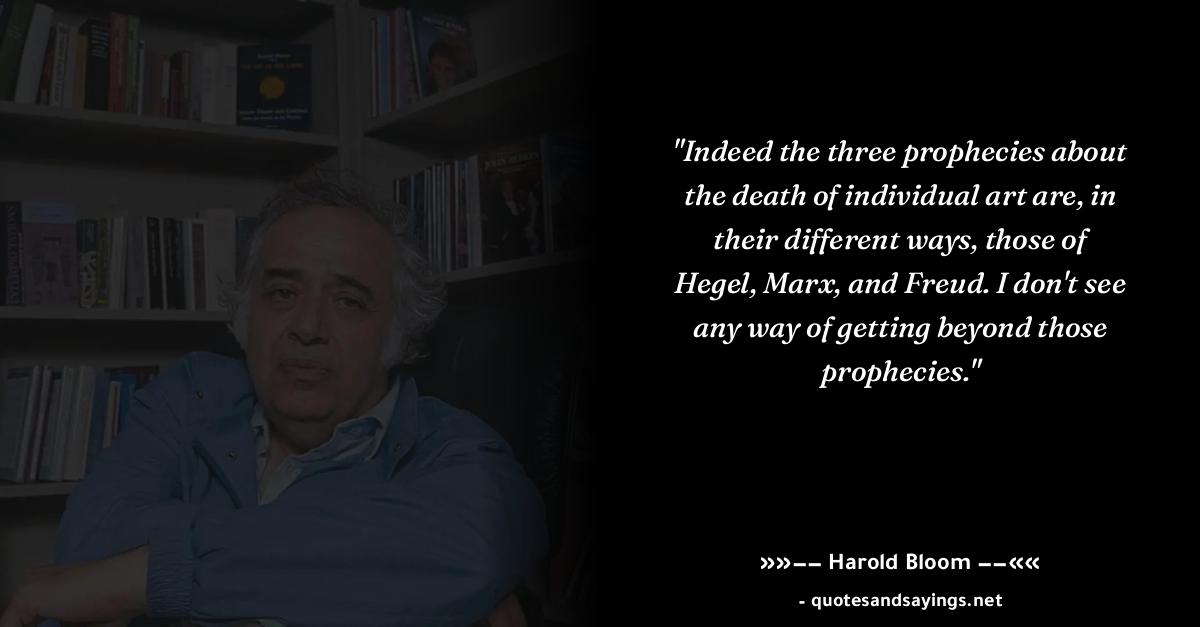 "Indeed the three prophecies about
the death of individual art are, in
their different ways, those of
Hegel, Marx, and Freud. I don't see
any way of getting beyond those
prophecies."
»»–– Harold Bloom ––««
- quotesandsayings.net